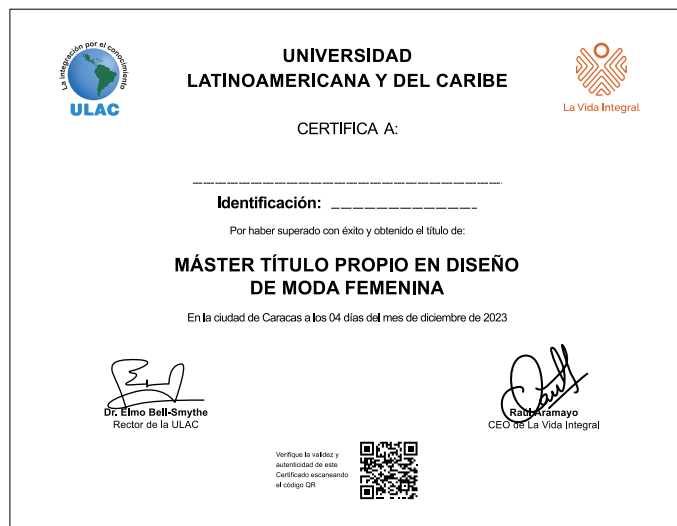 La integración por el conocimiento
ULAC
UNIVERSIDAD
LATINOAMERICANA Y DEL CARIBE
La Vida Integral
CERTIFICA A:
Identificación:
Por haber superado con éxito y obtenido el título de:
MÁSTER TÍTULO PROPIO EN DISEÑO
DE MODA FEMENINA
En la ciudad de Caracas a los 04 días del mes de diciembre de 2023
Dr. Elmo Bell-Smythe
Rector de la ULAC
Raúl Aramayo
CEO de La Vida Integral
Verifique la validez y
autenticidad de este
Certificado escaneando
el código QR